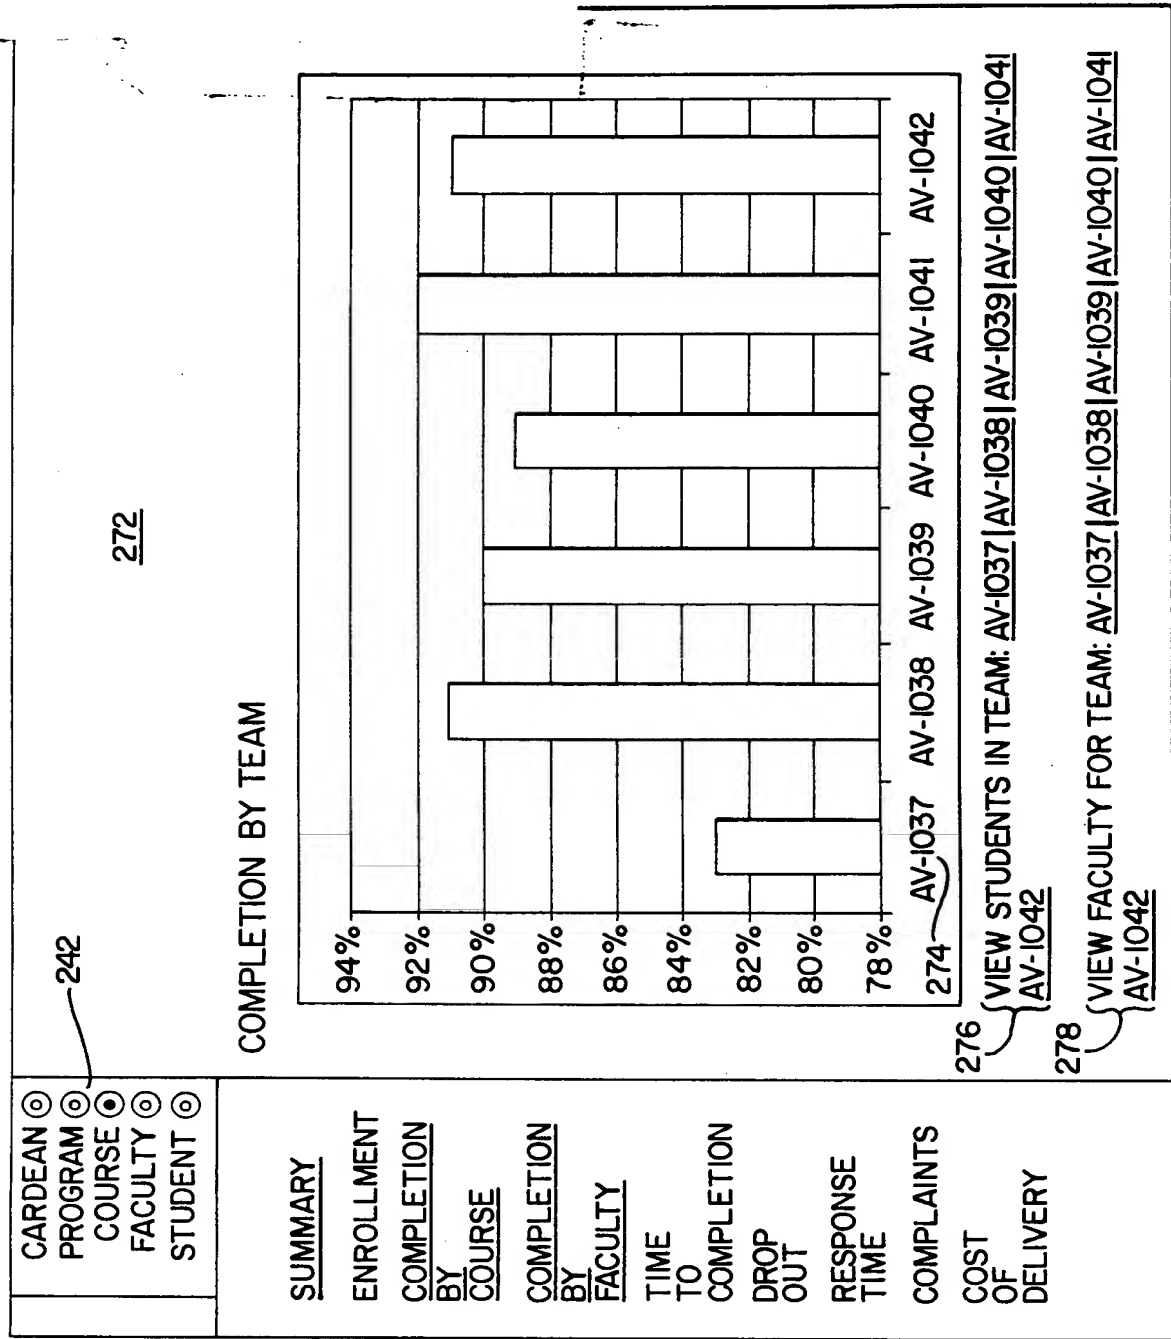 CARDEAN
PROGRAM
COURSE
FACULTY
STUDENT
242
272
SUMMARY
ENROLLMENT
COMPLETION
BY
COURSE
COMPLETION
BY
FACULTY
TIME
TO
COMPLETION
DROP
OUT
RESPONSE
TIME
COMPLAINTS
COST
OF
DELIVERY
COMPLETION BY TEAM
94%
92%
90%
88%
86%
84%
82%
80%
78%
AV-1037 AV-1038 AV-1039 AV-1040 AV-1041 AV-1042
274
276
VIEW STUDENTS IN TEAM: AV-1037|AV-1038|AV-1039|AV-1040|AV-1041
AV-1042
278
VIEW FACULTY FOR TEAM: AV-1037|AV-1038|AV-1039|AV-1040|AV-1041
AV-1042